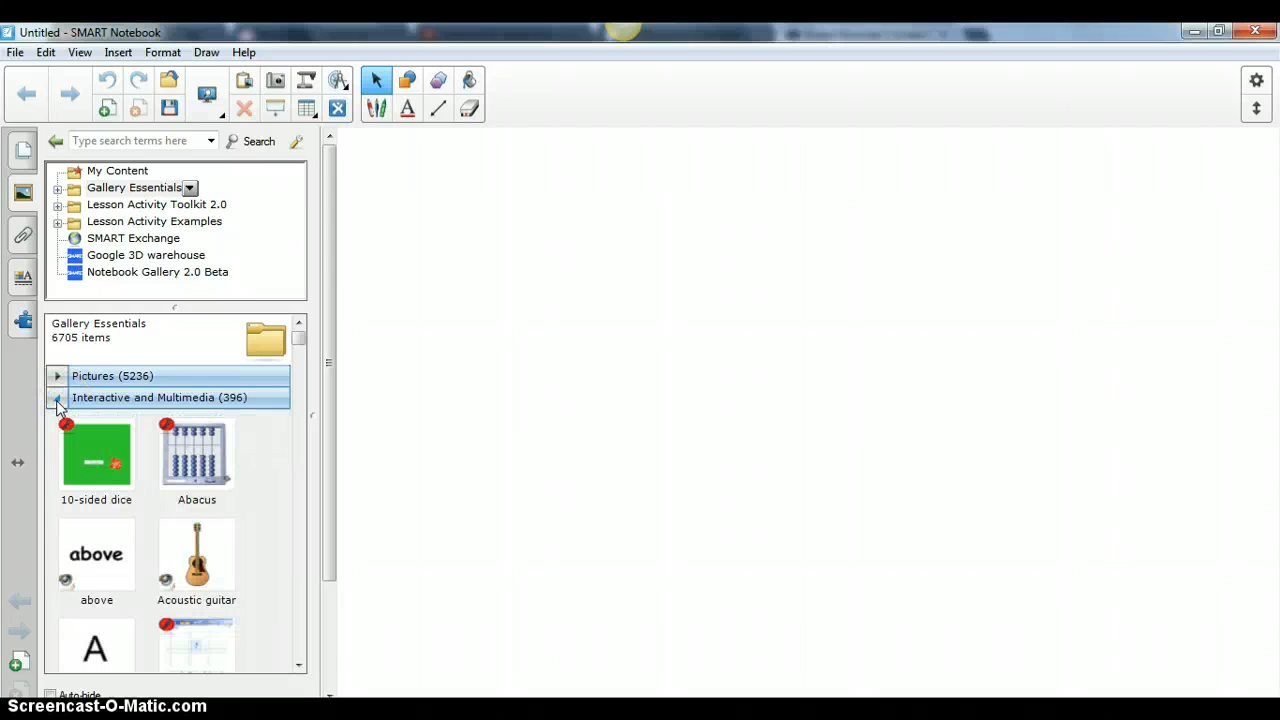 Untitled - SMART Notebook
File Edit View Insert Format Draw Help
Type search terms here
Search
My Content
Gallery Essentials
Lesson Activity Toolkit 2.0
Lesson Activity Examples
SMART Exchange
Google 3D warehouse
Notebook Gallery 2.0 Beta
Gallery Essentials
6705 items
Pictures (5236)
Interactive and Multimedia (396)
10-sided dice
Abacus
above
above
Acoustic guitar
A
Auto-hide
Screencast-O-Matic.com